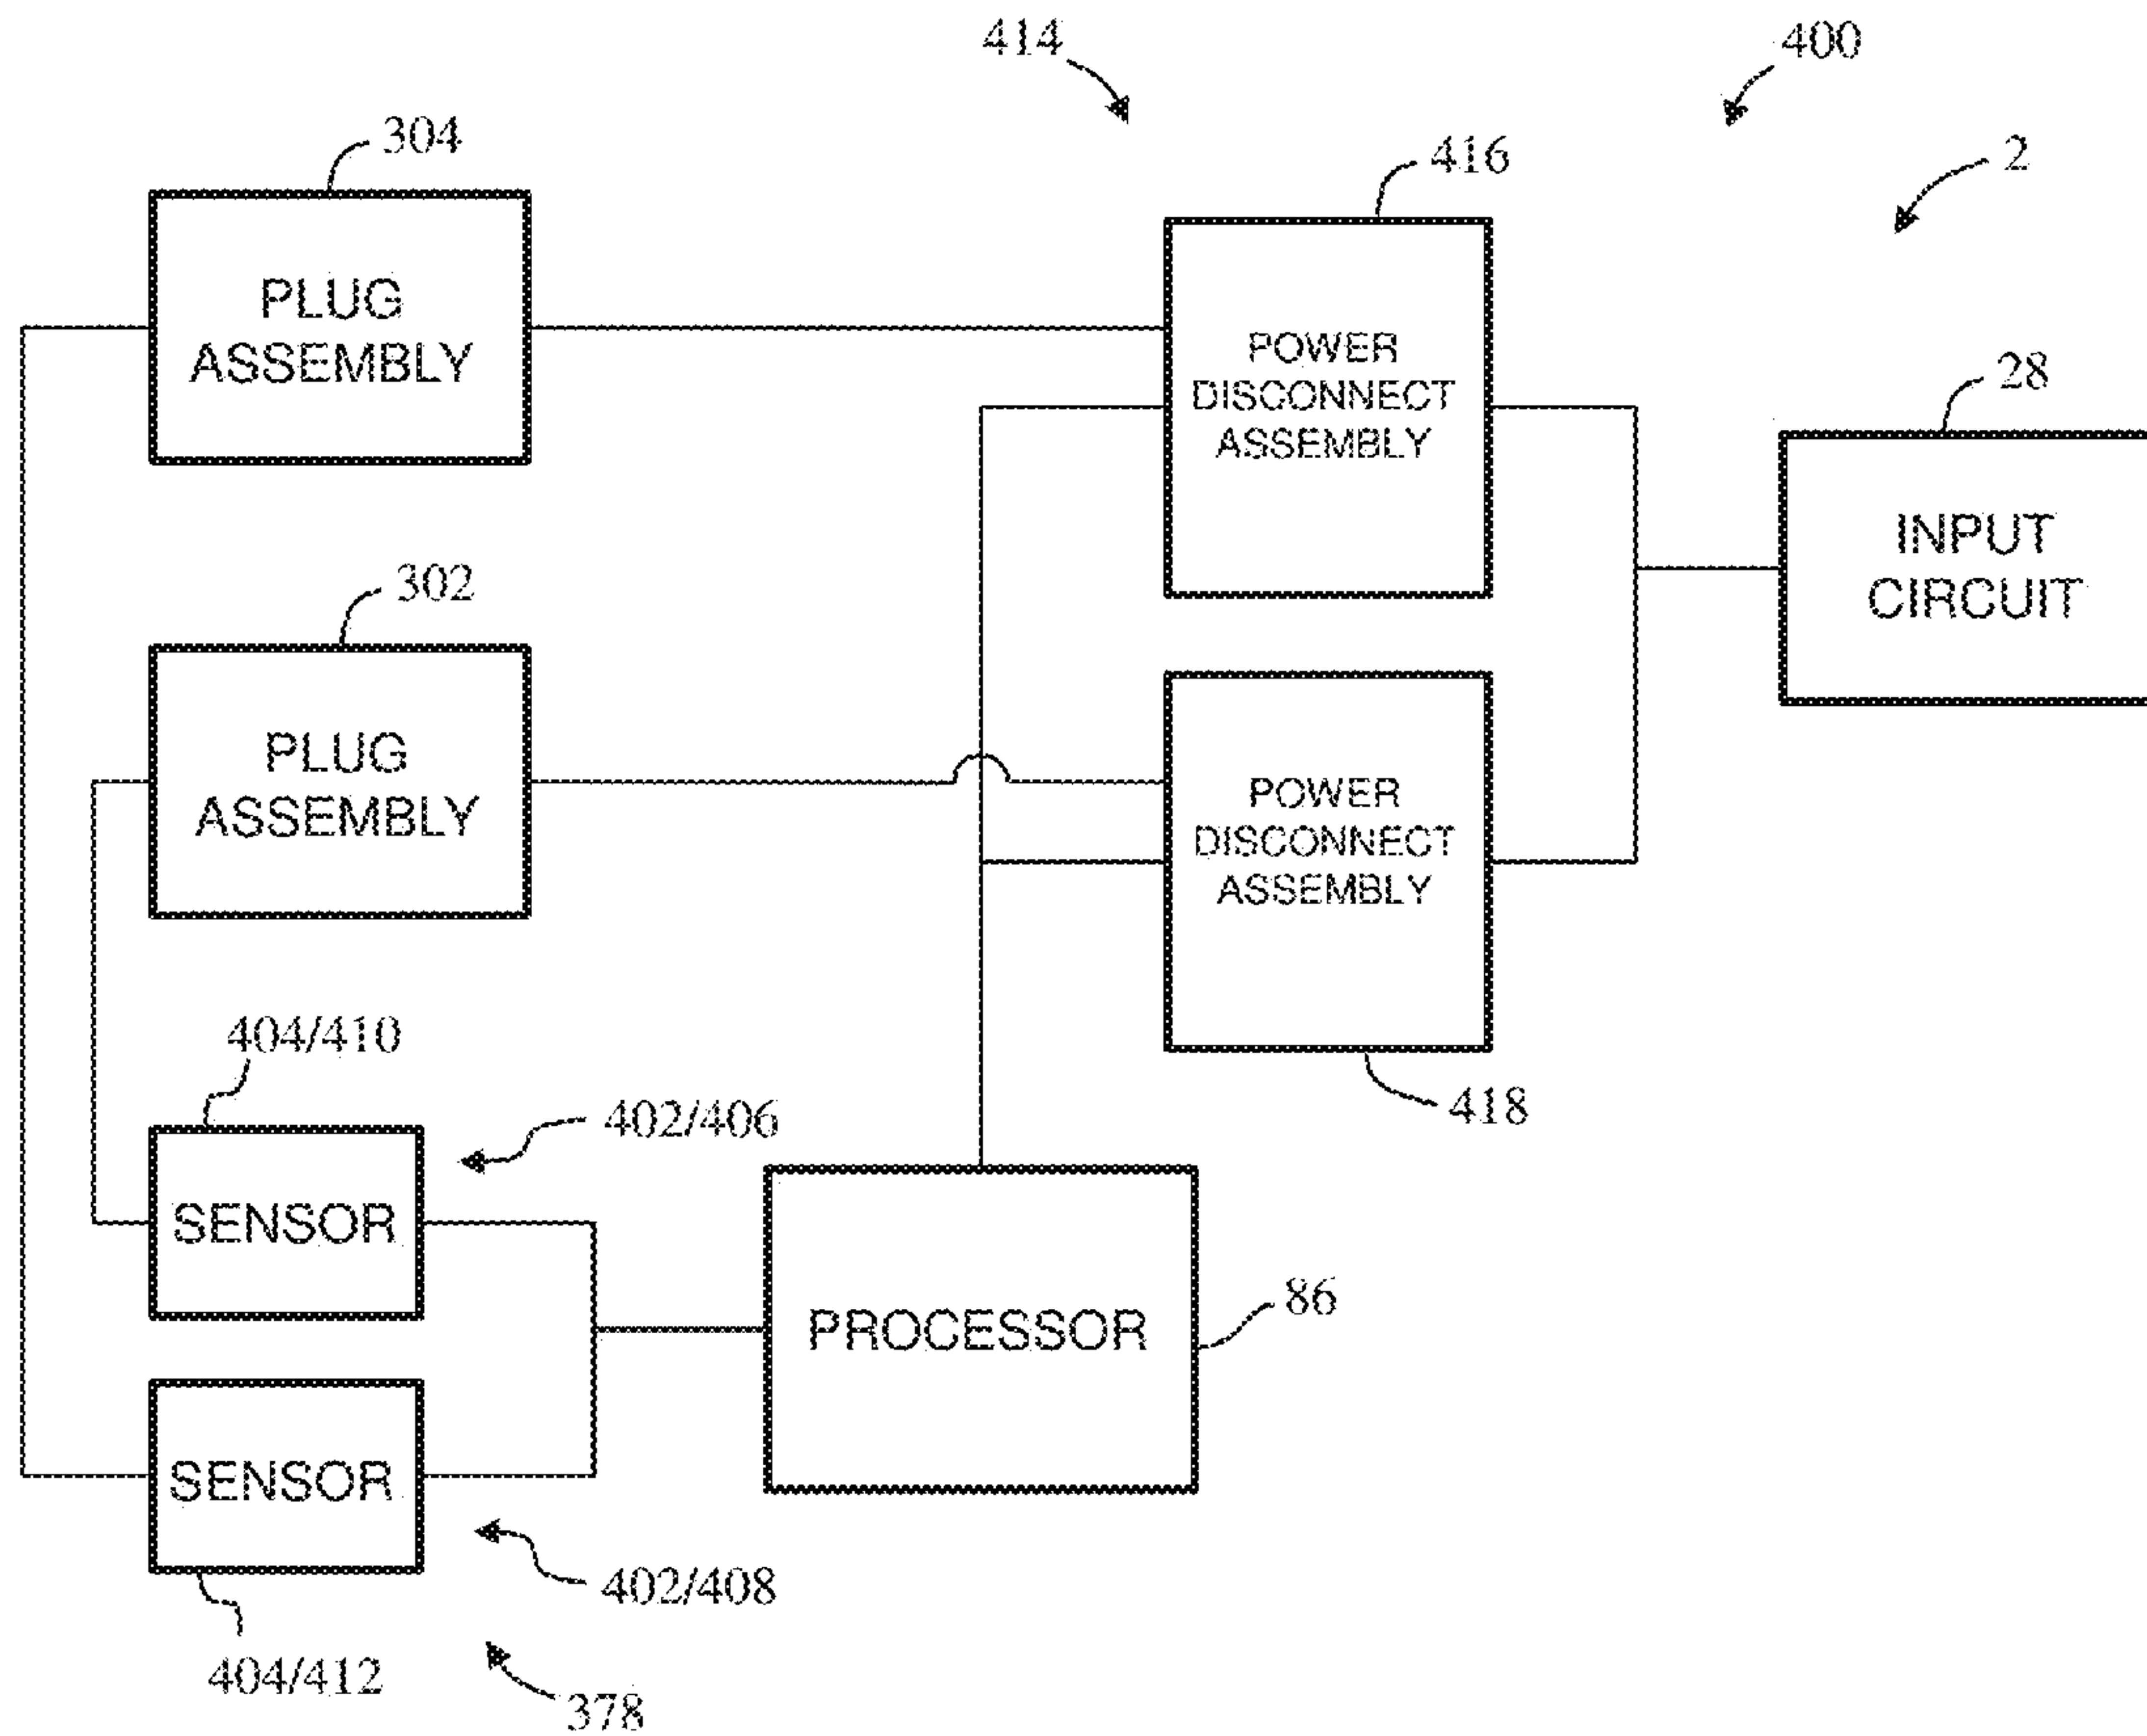 414
400
304
416
2
PLUG
ASSEMBLY
POWER
DISCONNECT
ASSEMBLY
28
INPUT
CIRCUIT
302
PLUG
ASSEMBLY
POWER
DISCONNECT
ASSEMBLY
404/410
402/406
418
SENSOR
PROCESSOR
86
SENSOR
402/408
404/412
378